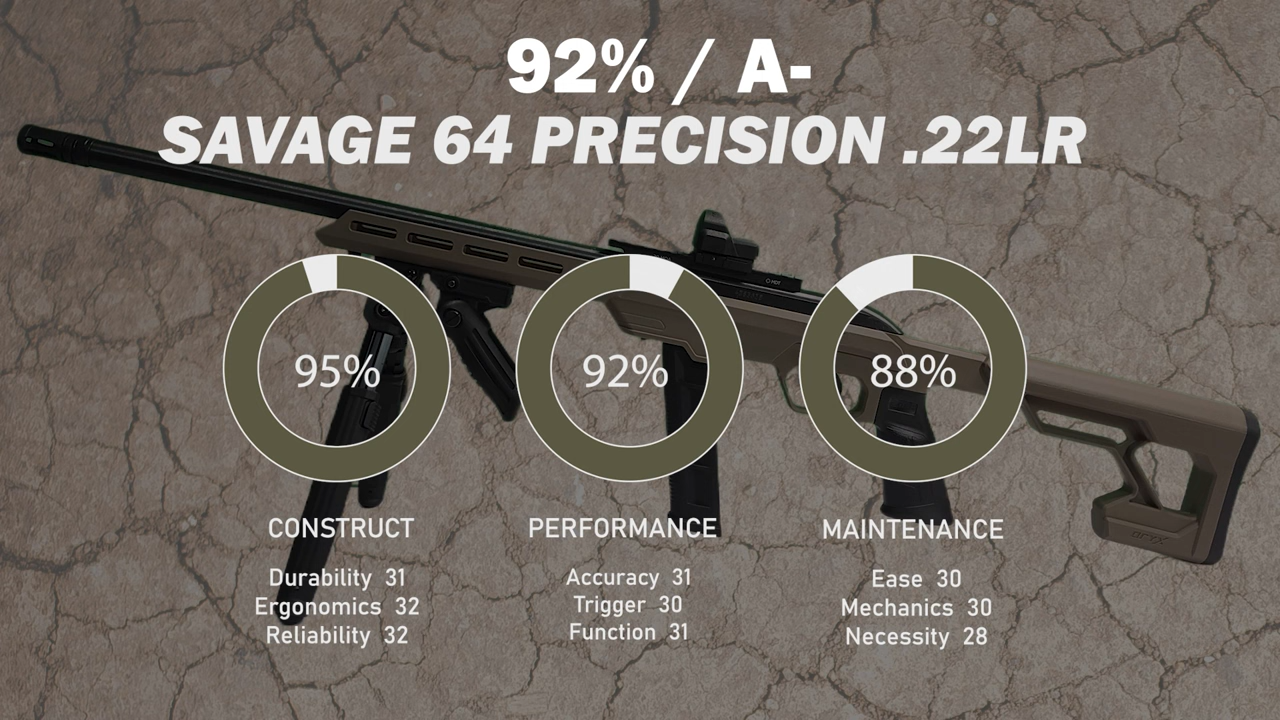 92% / A-
SAVAGE 64 PRECISION .22LR
95%
92%
88%
CONSTRUCT
PERFORMANCE
MAINTENANCE
Durability 31
Ergonomics 32
Reliability 32
Accuracy 31
Trigger 30
Function 31
Ease 30
Mechanics 30
Necessity 28